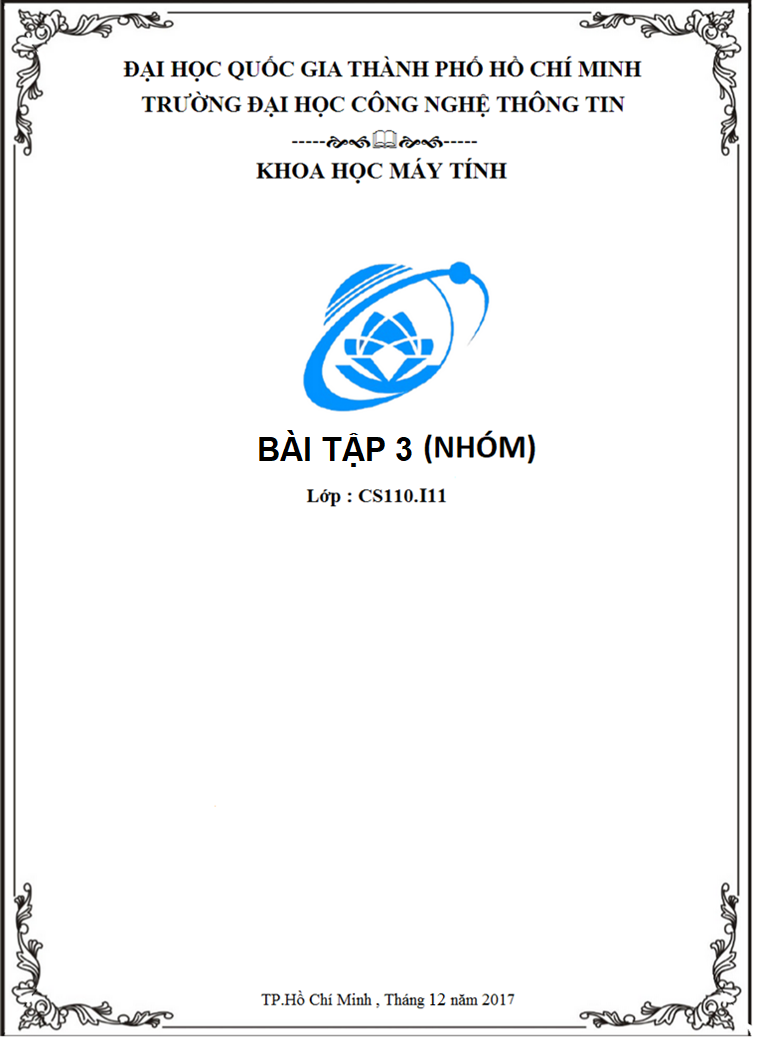 ĐẠI HỌC QUỐC GIA THÀNH PHỐ HỒ CHÍ MINH
TRƯỜNG ĐẠI HỌC CÔNG NGHỆ THÔNG TIN
KHOA HỌC MÁY TÍNH
BÀI TẬP 3 (NHÓM)
Lớp : CS110.I11
TP.Hồ Chí Minh , Tháng 12 năm 2017